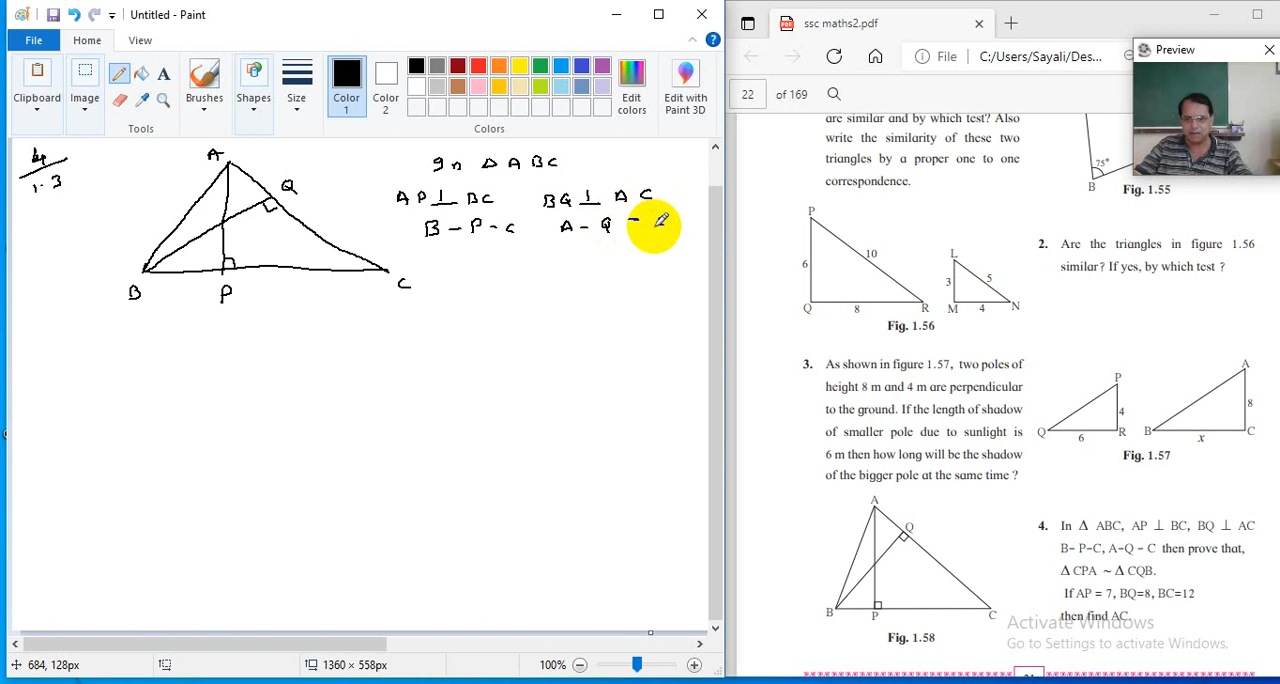 Untitled - Paint
File
Home
View
Clipboard
Image
Tools
Brushes
Shapes
Size
Color 1
Color 2
Edit colors
Edit with Paint 3D
Colors
1.3
A
Q
B
P
C
In Δ ABC
AP ⊥ BC BQ ⊥ AC
B - P - C A - Q -
684, 128px
1360 × 558px
100%
ssc maths2.pdf
File
C:/Users/Sayali/Des...
22 of 169
Preview
are similar and by which test? Also
write the similarity of these two
triangles by a proper one to one
correspondence.
75°
B
Fig. 1.55
P
6
10
Q
8
R
L
3
5
M
4
N
Fig. 1.56
2. Are the triangles in figure 1.56
similar? If yes, by which test ?
3. As shown in figure 1.57, two poles of
height 8 m and 4 m are perpendicular
to the ground. If the length of shadow
of smaller pole due to sunlight is
6 m then how long will be the shadow
of the bigger pole at the same time ?
P
4
Q
6
R
A
8
B
x
C
Fig. 1.57
A
Q
B
P
C
Fig. 1.58
4. In Δ ABC, AP ⊥ BC, BQ ⊥ AC
B- P-C, A-Q - C then prove that,
Δ CPA ~ Δ CQB.
If AP = 7, BQ=8, BC=12
then find AC.
Activate Windows
Go to Settings to activate Windows.